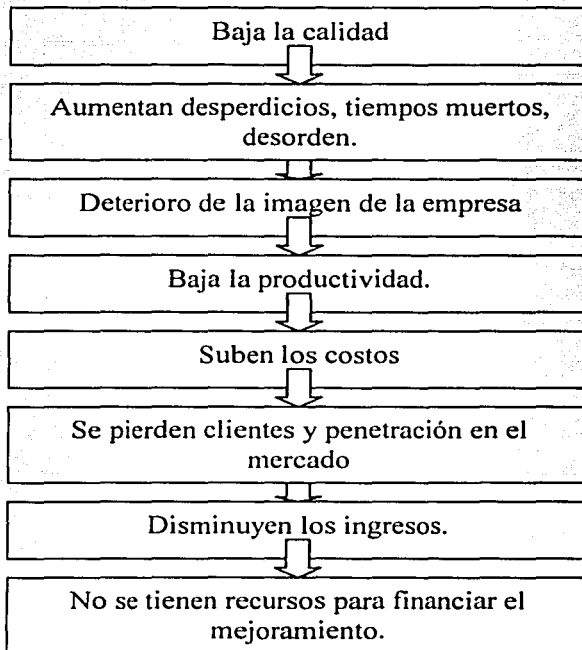 Baja la calidad
Aumentan desperdicios, tiempos muertos,
desorden.
Deterioro de la imagen de la empresa
Baja la productividad.
Suben los costos
Se pierden clientes y penetración en el
mercado
Disminuyen los ingresos.
No se tienen recursos para financiar el
mejoramiento.